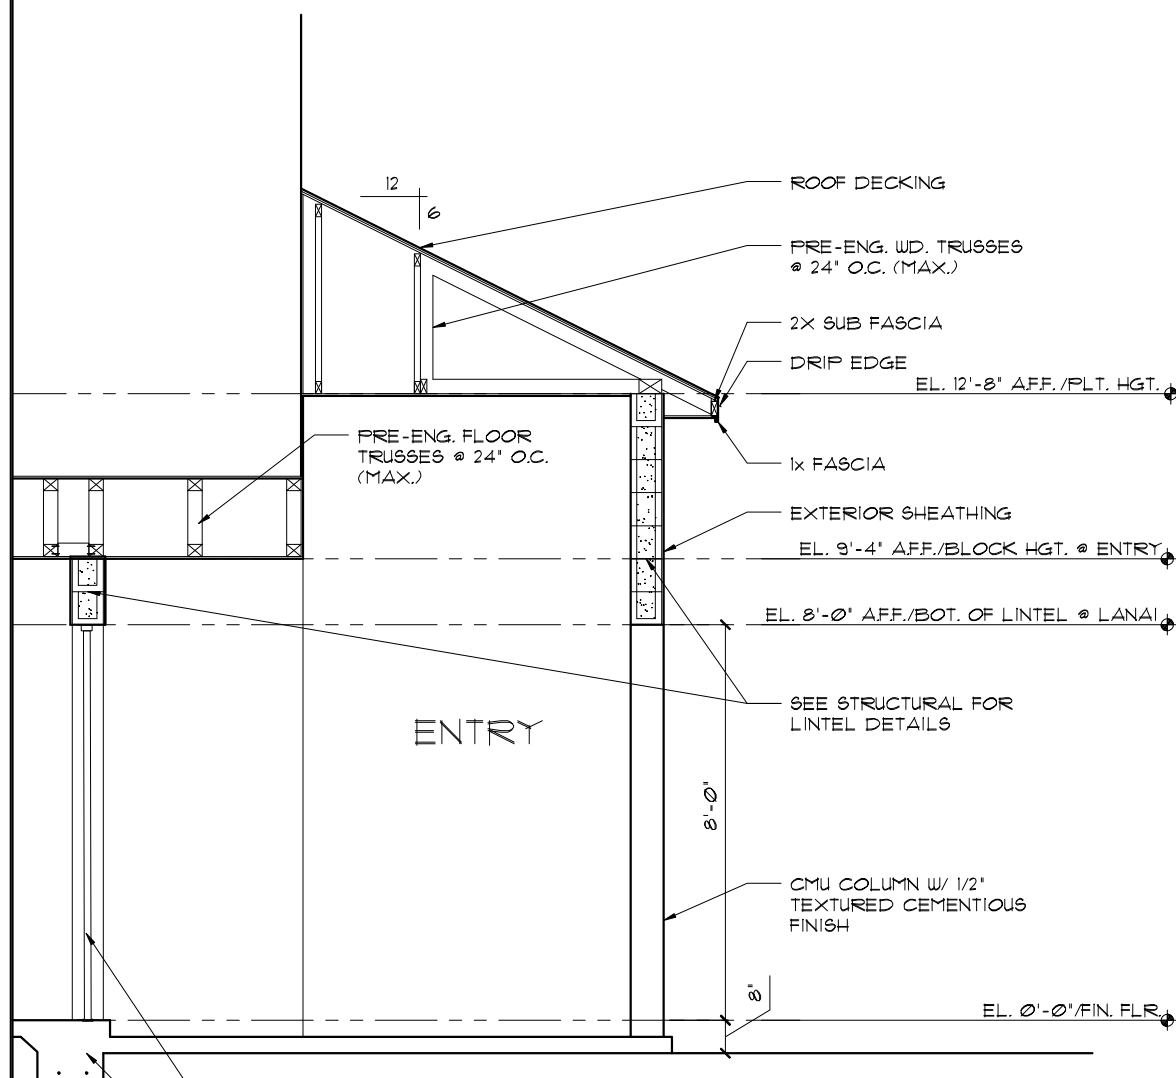 12
6
ROOF DECKING
PRE-ENG. WD. TRUSSES
@ 24" O.C. (MAX.)
2X SUB FASCIA
DRIP EDGE
EL. 12'-8" A.F.F./PLT. HGT.
PRE-ENG. FLOOR
TRUSSES @ 24" O.C.
(MAX.)
1x FASCIA
EXTERIOR SHEATHING
EL. 9'-4" A.F.F./BLOCK HGT. @ ENTRY
EL. 8'-0" A.F.F./BOT. OF LINTEL @ LANAI
SEE STRUCTURAL FOR
LINTEL DETAILS
ENTRY
8'-0"
CMU COLUMN W/ 1/2"
TEXTURED CEMENTIOUS
FINISH
8"
EL. 0'-0"/FIN. FLR.